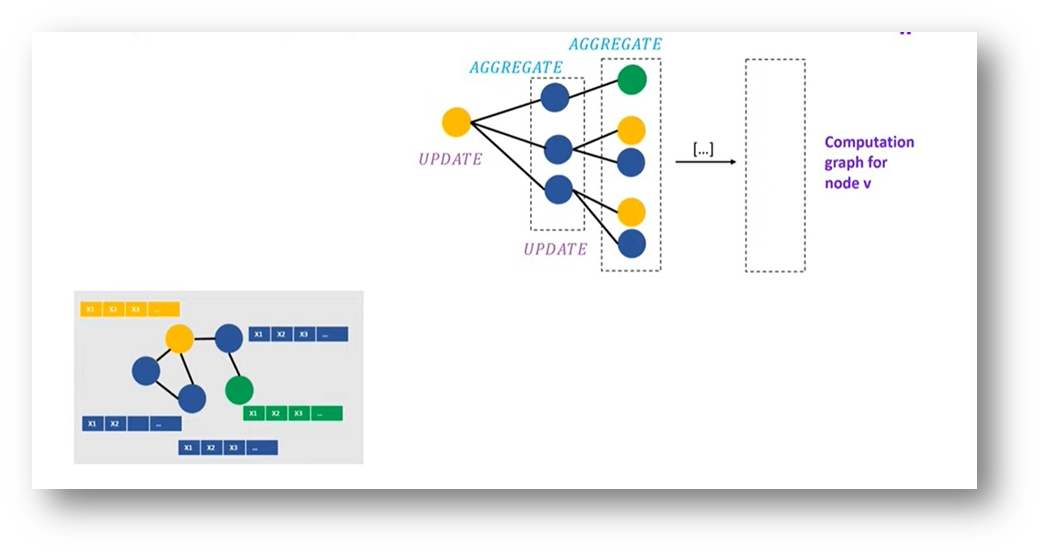 AGGREGATE
AGGREGATE
UPDATE
[...]
Computation
graph for
node v
UPDATE
X1 X2 X3 ...
X1 X2 X3 ...
X1 X2 X3 ...
X1 X2 ...
X1 X2 X3 ...